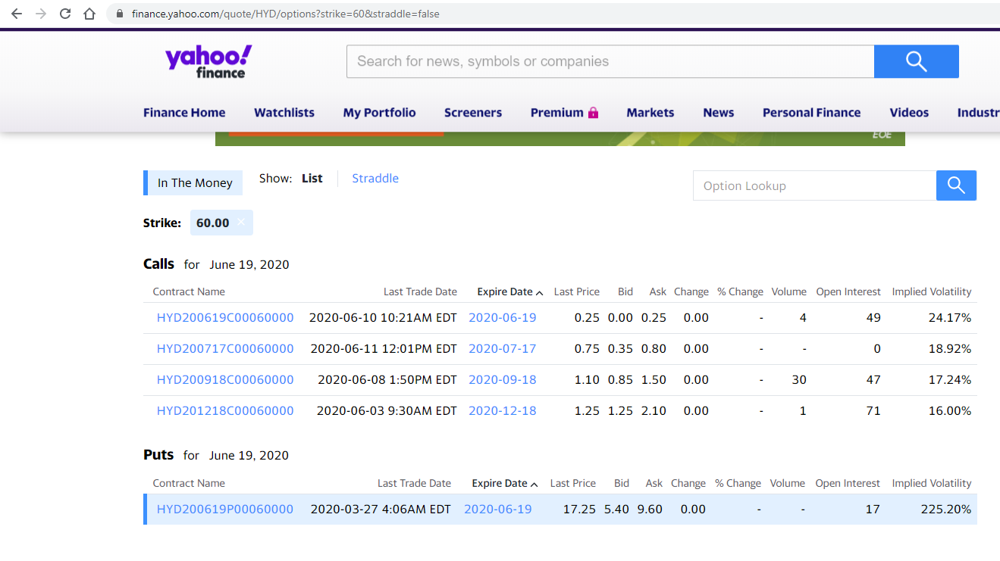 finance.yahoo.com/quote/HYD/options?strike=60&straddle=false
yahoo!
finance
Search for news, symbols or companies
Finance Home Watchlists My Portfolio Screeners Premium Markets News Personal Finance Videos Industr
EOE
In The Money Show: List Straddle Option Lookup
Strike: 60.00 ×
Calls for June 19, 2020
Contract Name Last Trade Date Expire Date Last Price Bid Ask Change % Change Volume Open Interest Implied Volatility
HYD200619C00060000 2020-06-10 10:21AM EDT 2020-06-19 0.25 0.00 0.25 0.00 - 4 49 24.17%
HYD200717C00060000 2020-06-11 12:01PM EDT 2020-07-17 0.75 0.35 0.80 0.00 - - 0 18.92%
HYD200918C00060000 2020-06-08 1:50PM EDT 2020-09-18 1.10 0.85 1.50 0.00 - 30 47 17.24%
HYD201218C00060000 2020-06-03 9:30AM EDT 2020-12-18 1.25 1.25 2.10 0.00 - 1 71 16.00%
Puts for June 19, 2020
Contract Name Last Trade Date Expire Date Last Price Bid Ask Change % Change Volume Open Interest Implied Volatility
HYD200619P00060000 2020-03-27 4:06AM EDT 2020-06-19 17.25 5.40 9.60 0.00 - - 17 225.20%